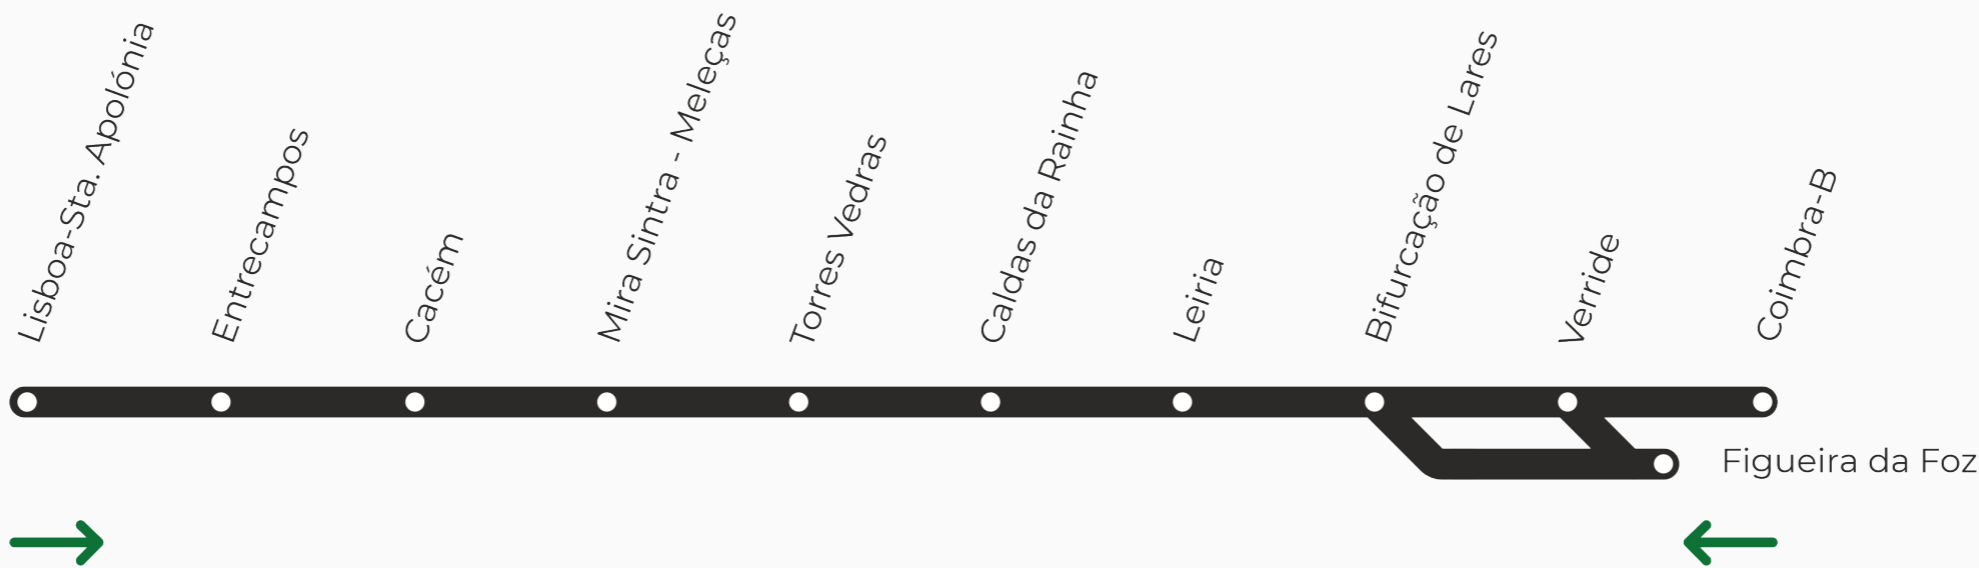 Lisboa-Sta. Apolónia
Entrecampos
Cacém
Mira Sintra - Meleças
Torres Vedras
Caldas da Rainha
Leiria
Bifurcação de Lares
Verride
Coimbra-B
Figueira da Foz